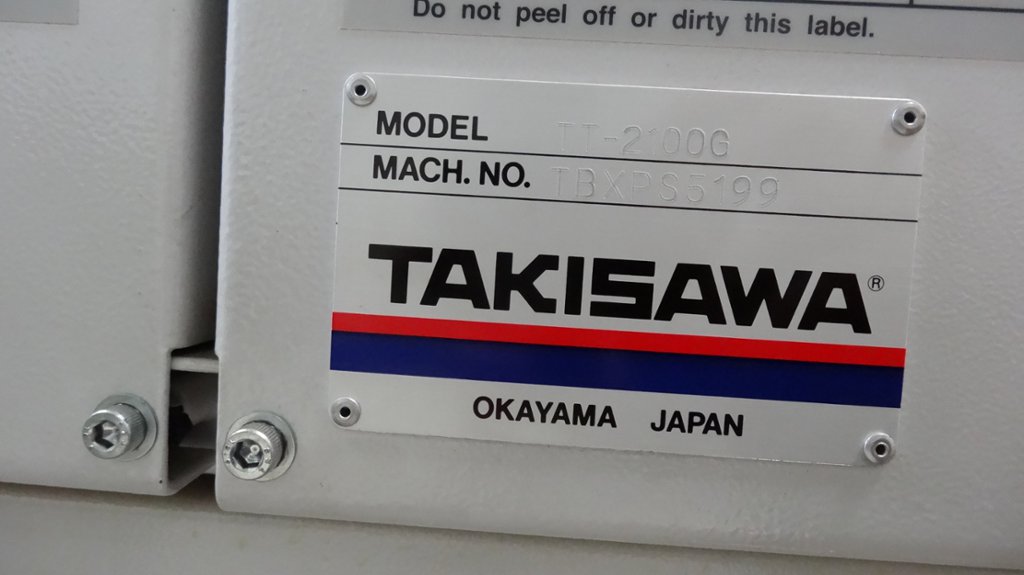 Do not peel off or dirty this label.
MODEL TT-2100G
MACH. NO. TBXPS5199
TAKISAWA®
OKAYAMA JAPAN